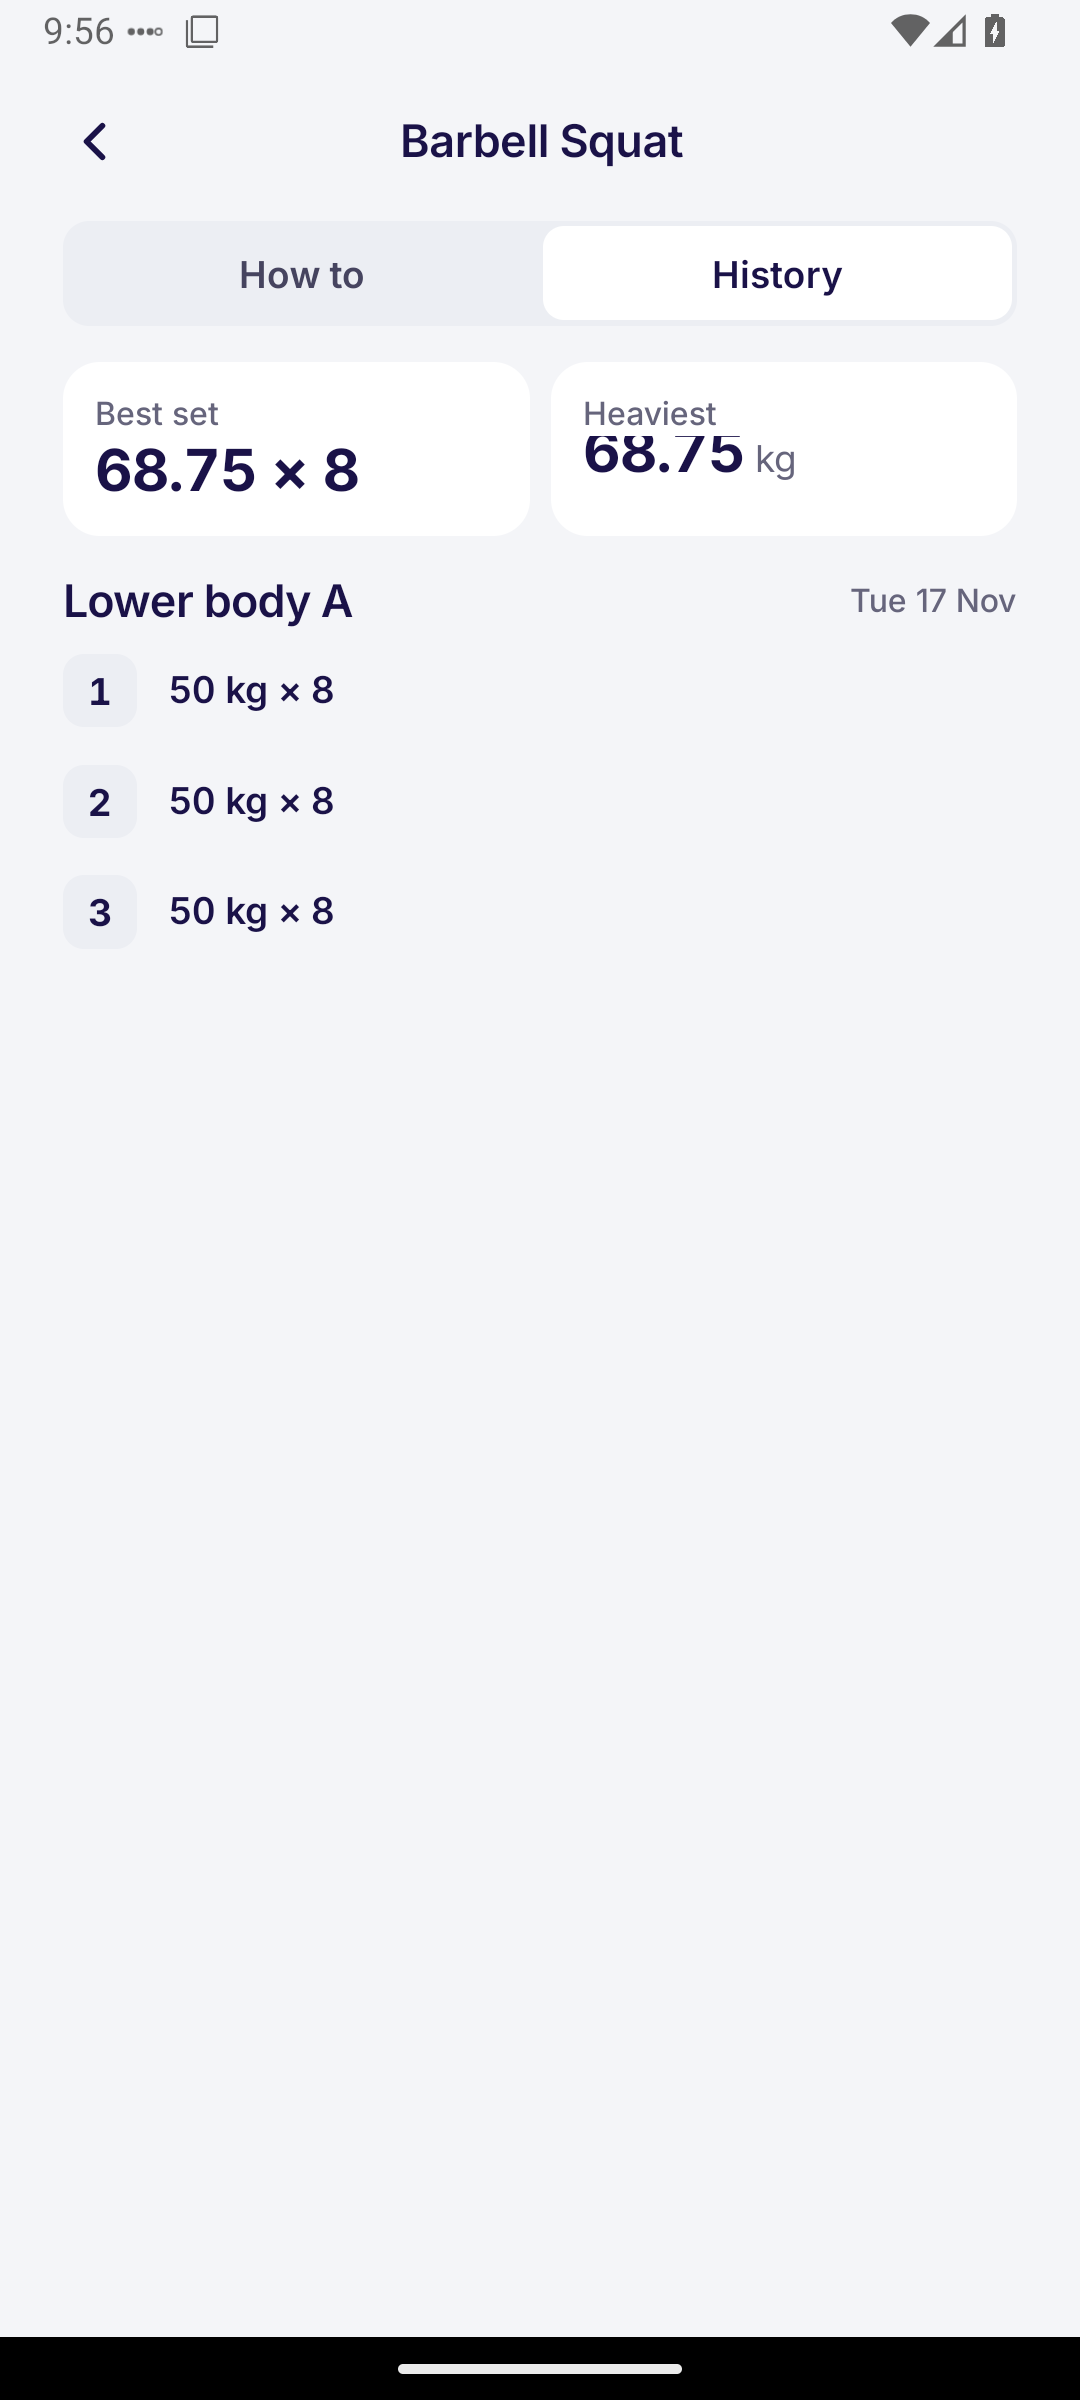 9:56
Barbell Squat
How to
History
Best set
68.75 × 8
Heaviest
68.75 kg
Lower body A
Tue 17 Nov
1
50 kg × 8
2
50 kg × 8
3
50 kg × 8